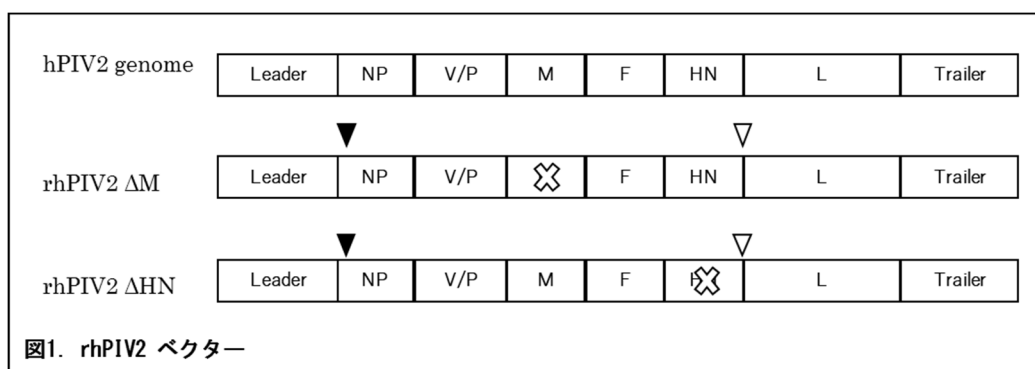 hPIV2 genome Leader NP V/P M F HN L Trailer
rhPIV2 ΔM Leader NP V/P F HN L Trailer
rhPIV2 ΔHN Leader NP V/P M F L Trailer
図1. rhPIV2 ベクター